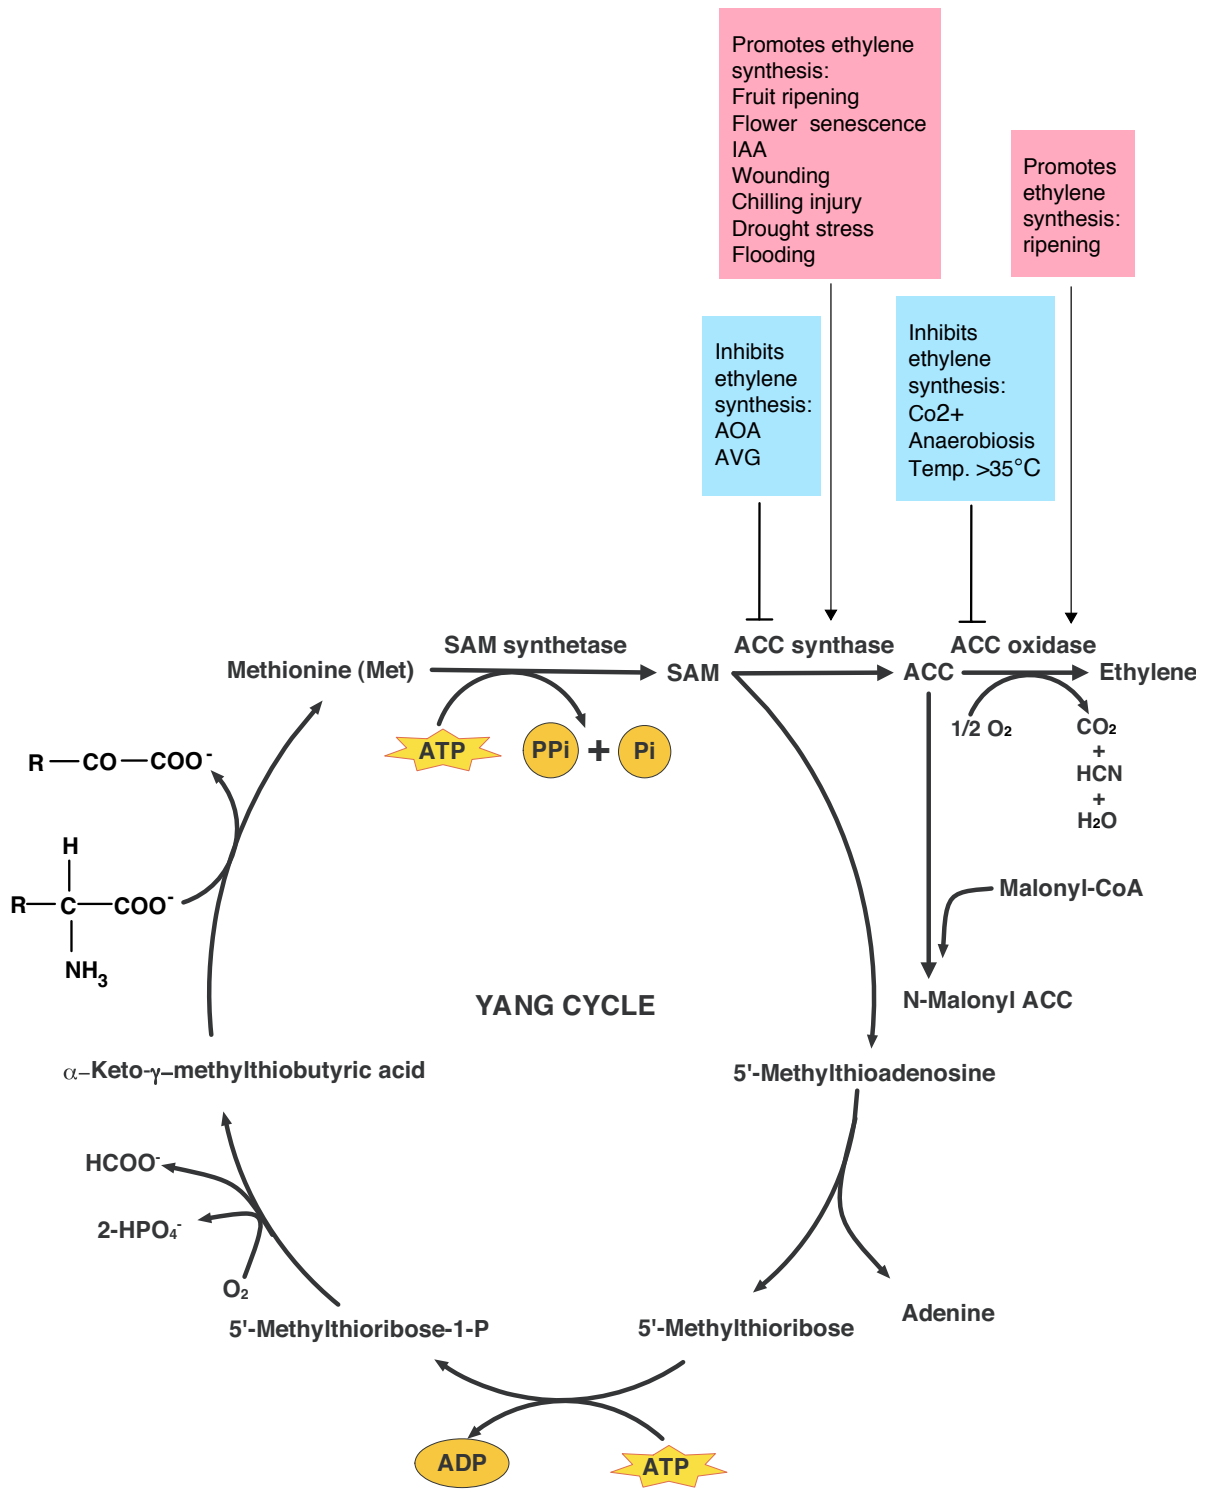 Promotes ethylene
synthesis:
Fruit ripening
Flower senescence
IAA
Wounding
Chilling injury
Drought stress
Flooding
Promotes
ethylene
synthesis:
ripening
Inhibits
ethylene
synthesis:
AOA
AVG
Inhibits
ethylene
synthesis:
Co2+
Anaerobiosis
Temp. >35°C
SAM synthetase
ACC synthase
ACC oxidase
Methionine (Met)
SAM
ACC
Ethylene
ATP
PPi
+
Pi
1/2 O₂
CO₂
+
HCN
+
H₂O
R—CO—COO⁻
H
R—C—COO⁻
NH₃
Malonyl-CoA
N-Malonyl ACC
YANG CYCLE
α–Keto-γ–methylthiobutyric acid
5'-Methylthioadenosine
HCOO⁻
2-HPO₄⁻
O₂
Adenine
5'-Methylthioribose-1-P
5'-Methylthioribose
ADP
ATP